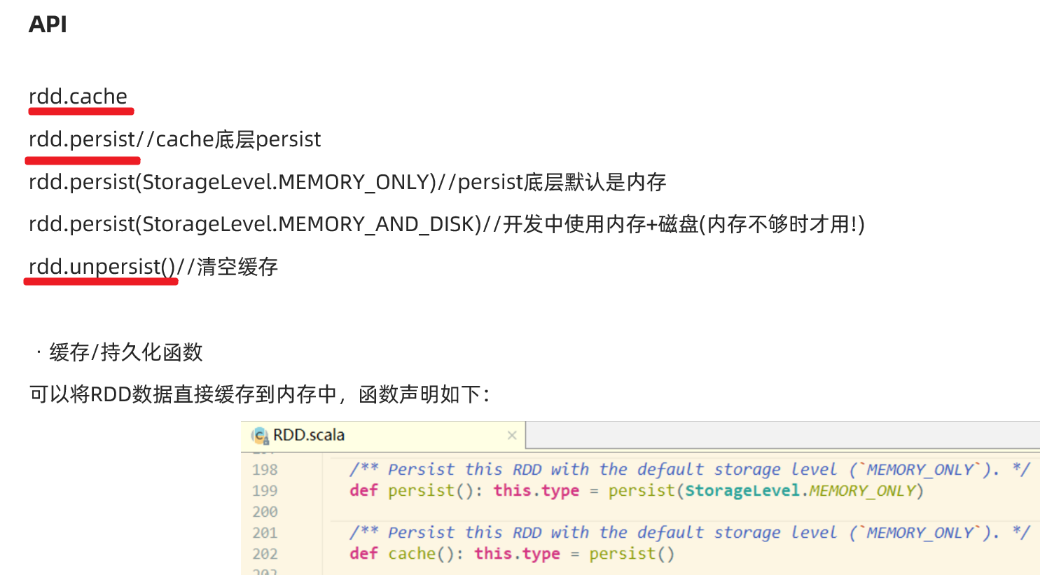 API
rdd.cache
rdd.persist//cache底层persist
rdd.persist(StorageLevel.MEMORY_ONLY)//persist底层默认是内存
rdd.persist(StorageLevel.MEMORY_AND_DISK)//开发中使用内存+磁盘(内存不够时才用!)
rdd.unpersist()//清空缓存
· 缓存/持久化函数
可以将RDD数据直接缓存到内存中，函数声明如下：
RDD.scala ×
198 /** Persist this RDD with the default storage level (`MEMORY_ONLY`). */
199 def persist(): this.type = persist(StorageLevel.MEMORY_ONLY)
200
201 /** Persist this RDD with the default storage level (`MEMORY_ONLY`). */
202 def cache(): this.type = persist()